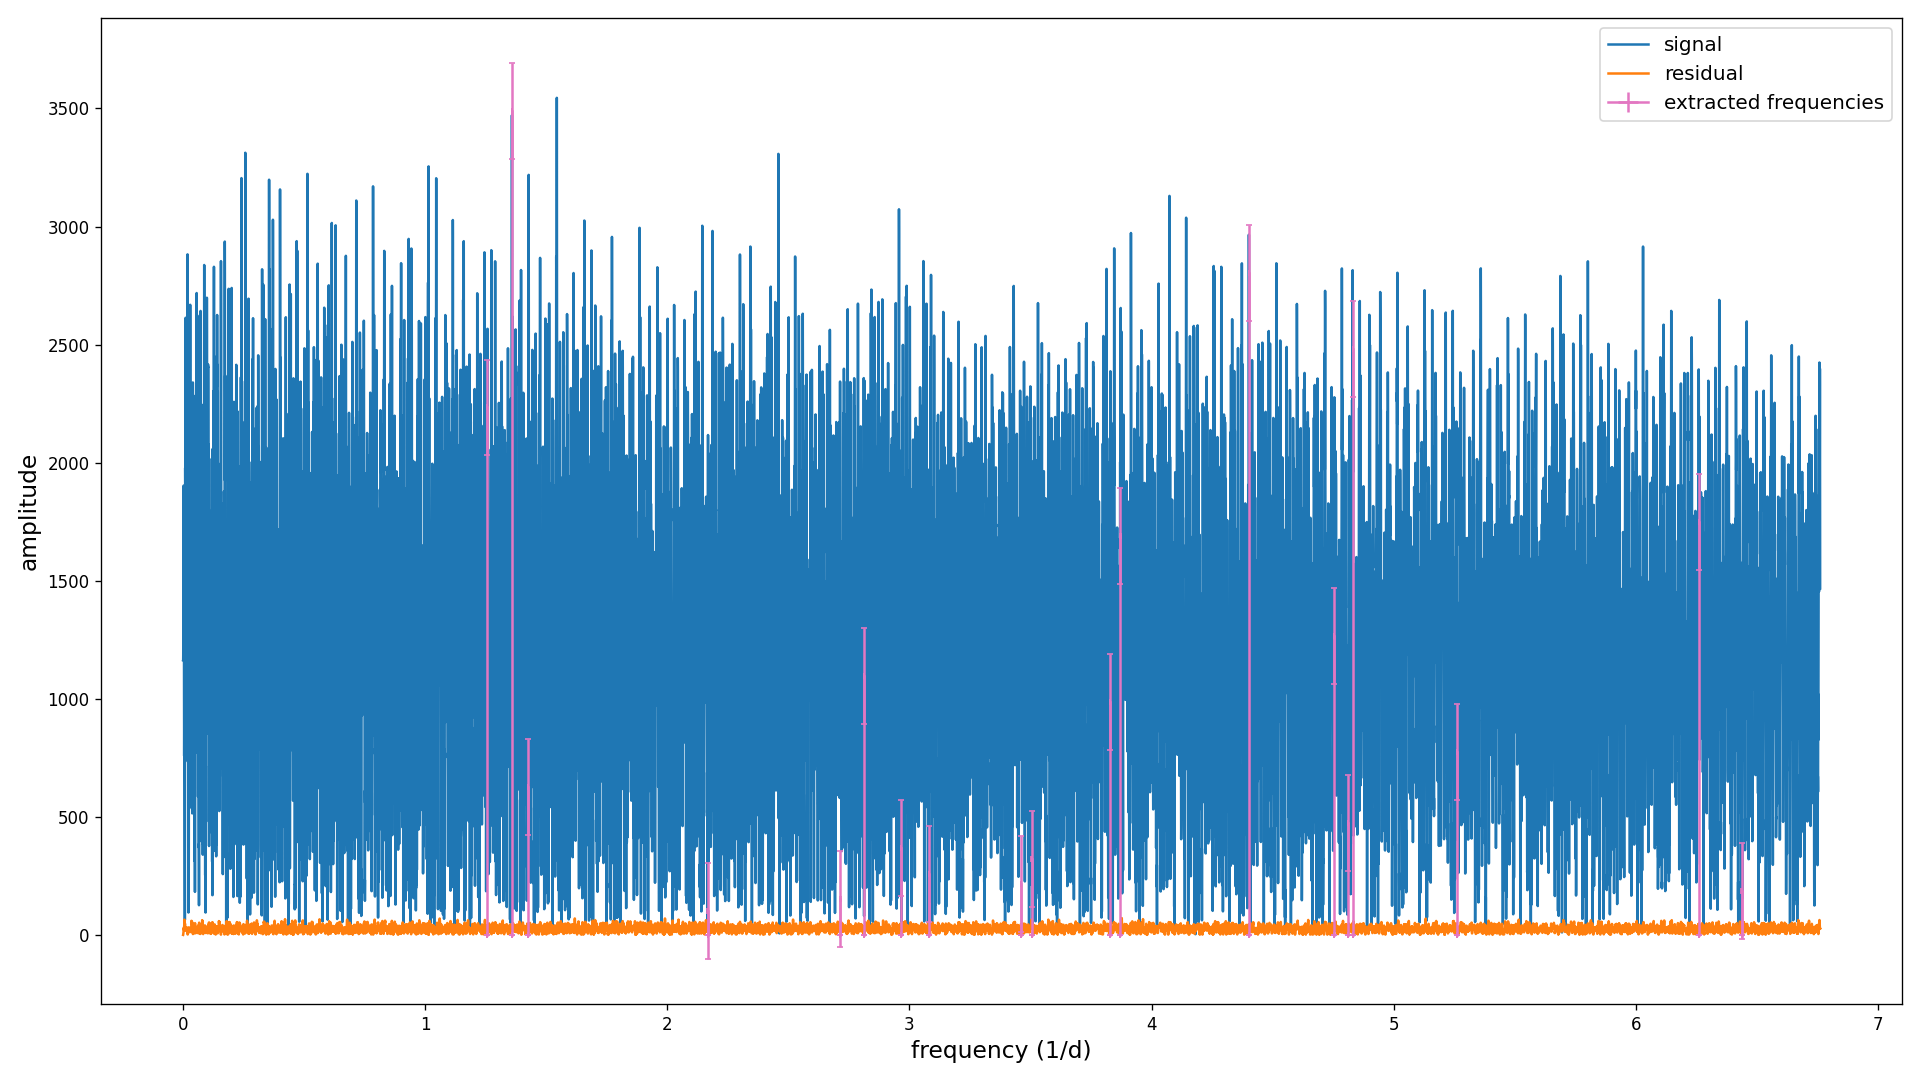 signal
residual
extracted frequencies
3500
3000
2500
2000
1500
1000
500
0
amplitude
0 1 2 3 4 5 6 7
frequency (1/d)